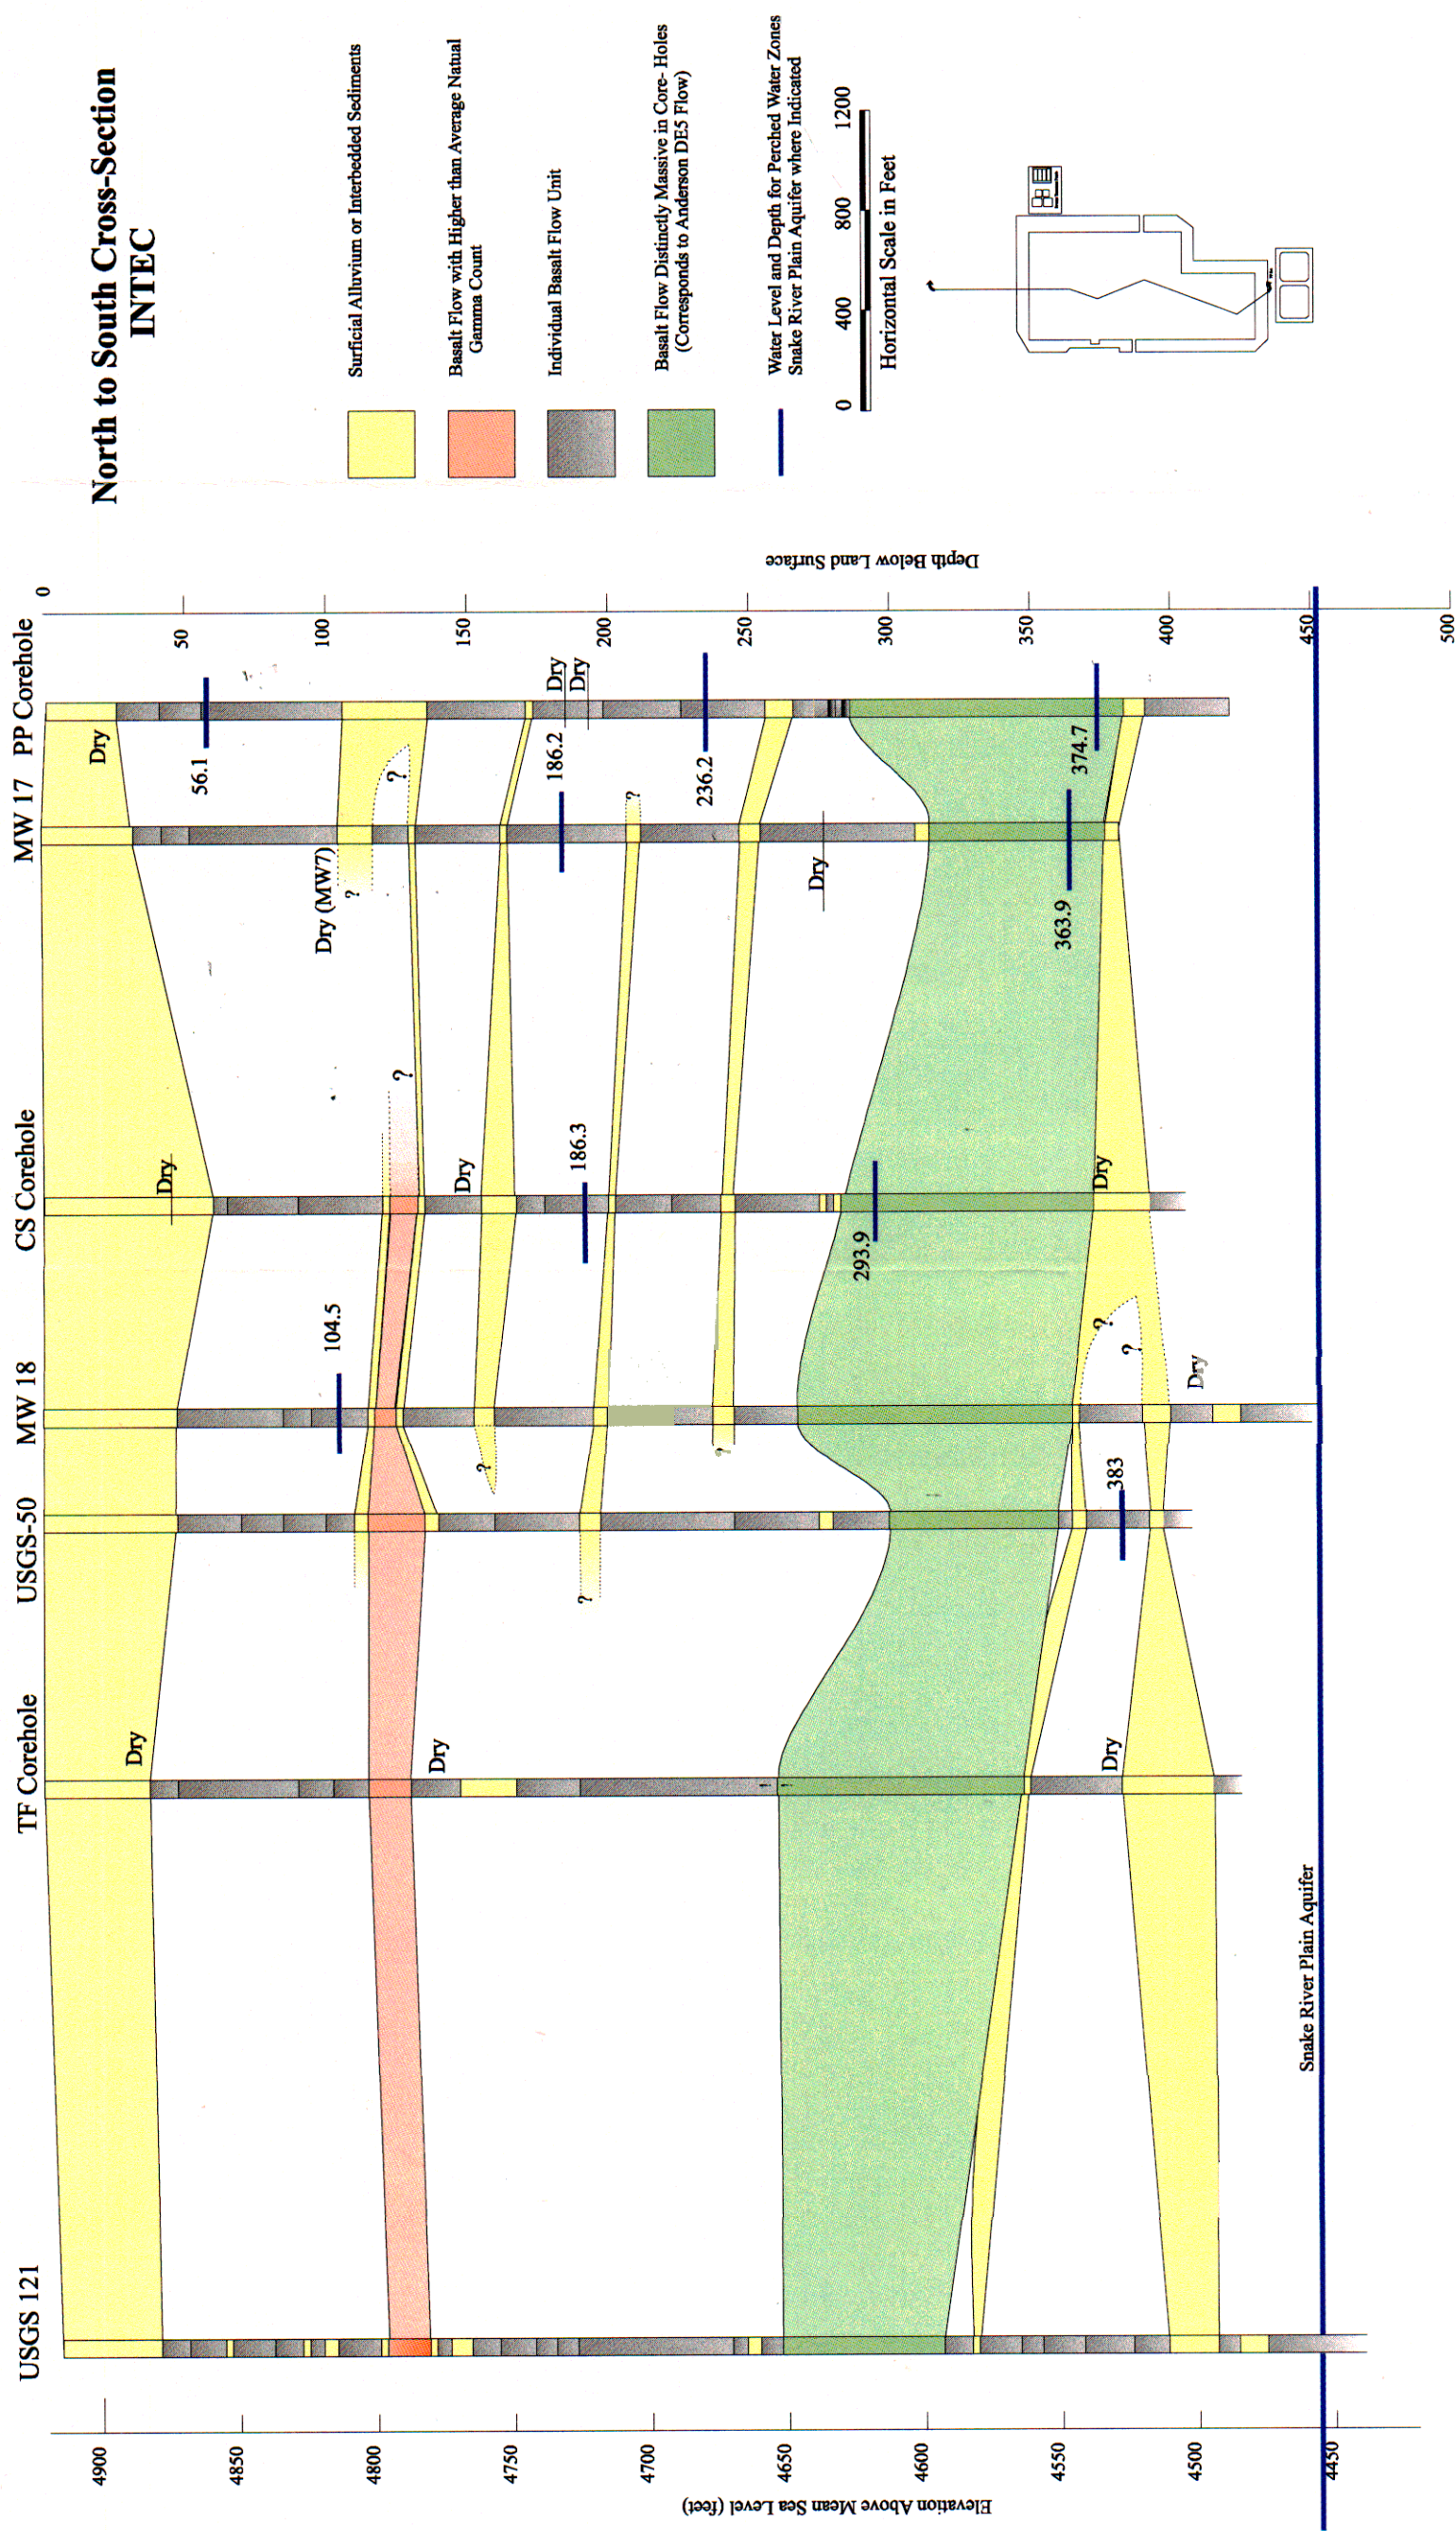 North to South Cross-Section
INTEC
Surficial Alluvium or Interbedded Sediments
Basalt Flow with Higher than Average Natual
Gamma Count
Individual Basalt Flow Unit
Basalt Flow Distinctly Massive in Core- Holes
(Corresponds to Anderson DE5 Flow)
Water Level and Depth for Perched Water Zones
Snake River Plain Aquifer where Indicated
0 400 800 1200
Horizontal Scale in Feet
USGS 121
TF Corehole
USGS-50
MW 18
CS Corehole
MW 17
PP Corehole
4900
4850
4800
4750
4700
4650
4600
4550
4500
4450
Elevation Above Mean Sea Level (feet)
0
50
100
150
200
250
300
350
400
450
500
Depth Below Land Surface
Dry
Dry
Dry
?
383
104.5
?
?
?
?
Dry
Dry
?
Dry
186.3
293.9
Dry
Dry (MW7)
?
?
186.2
?
Dry
363.9
Dry
56.1
Dry
Dry
236.2
374.7
Snake River Plain Aquifer